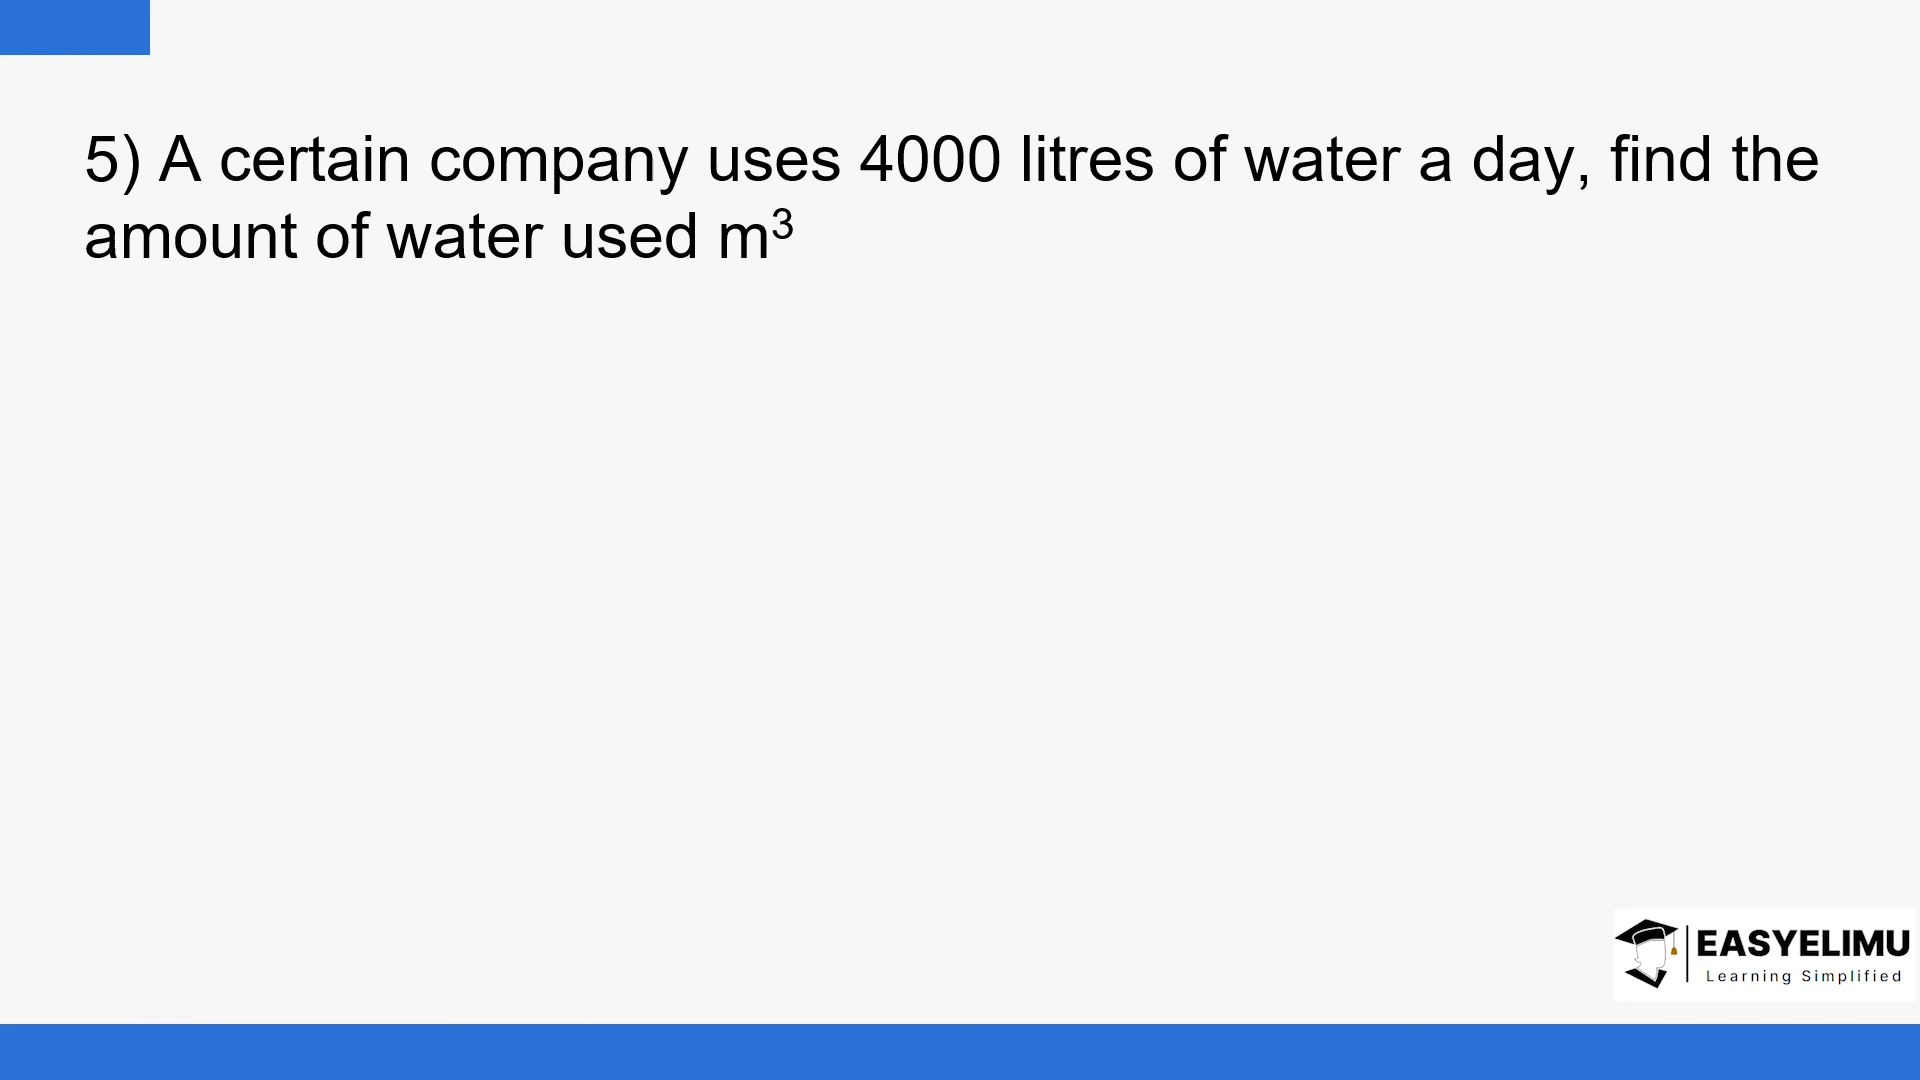 5) A certain company uses 4000 litres of water a day, find the
amount of water used m³
EASYELIMU
Learning Simplified